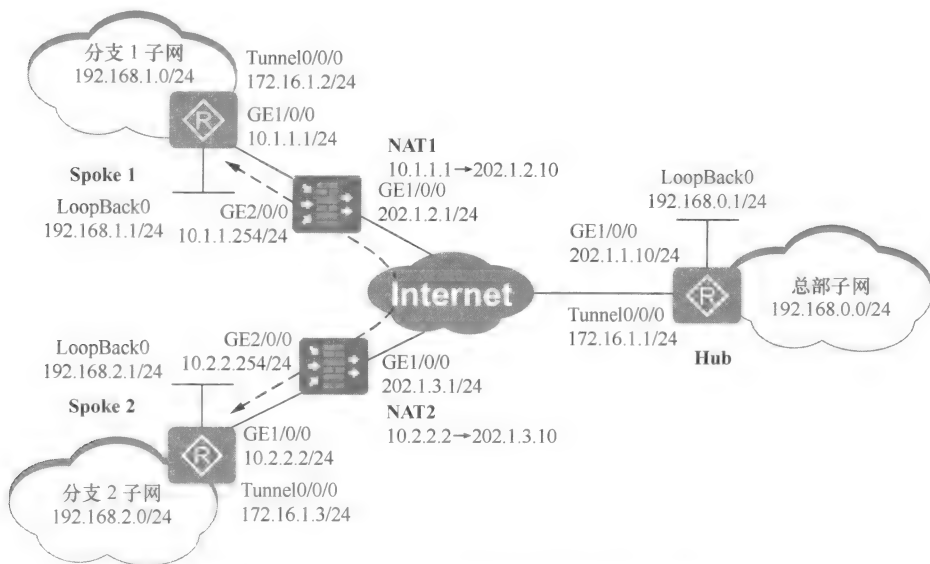 分支 1 子网
192.168.1.0/24
Tunnel0/0/0
172.16.1.2/24
R
GE1/0/0
10.1.1.1/24
Spoke 1
LoopBack0
192.168.1.1/24
GE2/0/0
10.1.1.254/24
NAT1
10.1.1.1→202.1.2.10
GE1/0/0
202.1.2.1/24
Internet
LoopBack0
192.168.0.1/24
GE1/0/0
202.1.1.10/24
R
总部子网
192.168.0.0/24
Tunnel0/0/0
172.16.1.1/24
Hub
LoopBack0
192.168.2.1/24
GE2/0/0
10.2.2.254/24
GE1/0/0
202.1.3.1/24
NAT2
10.2.2.2→202.1.3.10
Spoke 2
R
GE1/0/0
10.2.2.2/24
Tunnel0/0/0
172.16.1.3/24
分支 2 子网
192.168.2.0/24